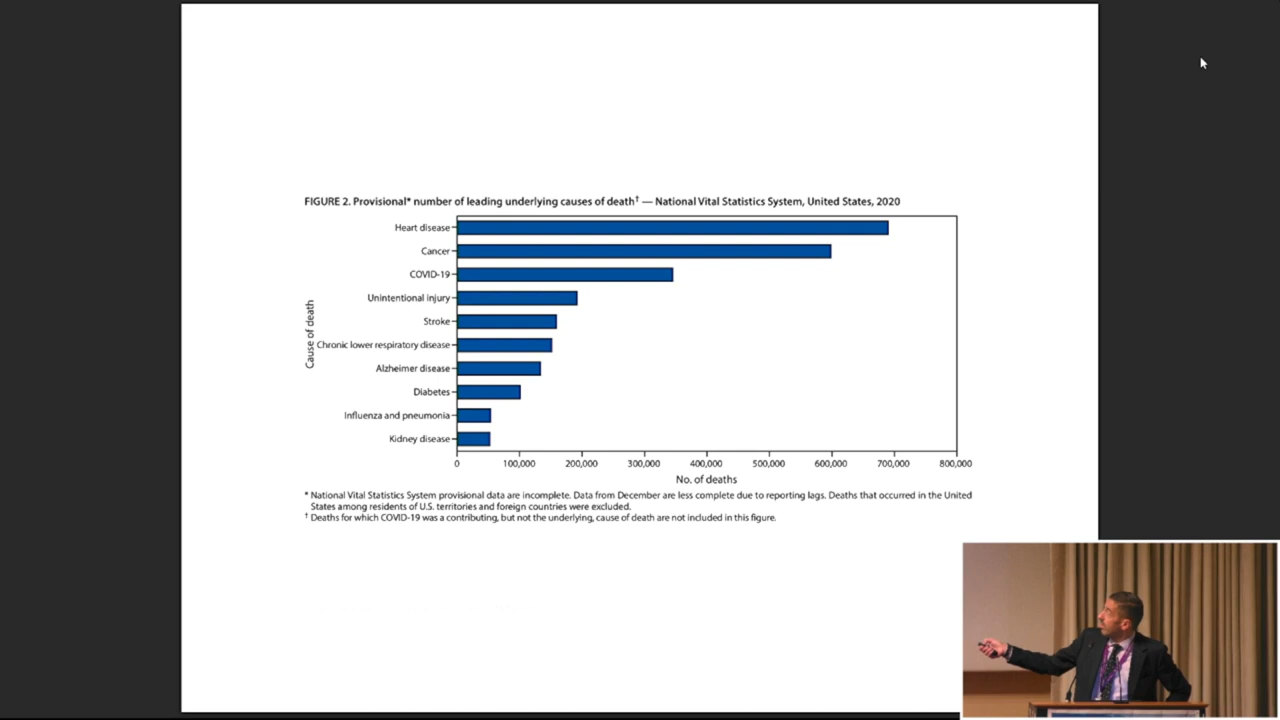 FIGURE 2. Provisional* number of leading underlying causes of death† — National Vital Statistics System, United States, 2020
Heart disease
Cancer
COVID-19
Unintentional injury
Stroke
Chronic lower respiratory disease
Alzheimer disease
Diabetes
Influenza and pneumonia
Kidney disease
Cause of death
0 100,000 200,000 300,000 400,000 500,000 600,000 700,000 800,000
No. of deaths
* National Vital Statistics System provisional data are incomplete. Data from December are less complete due to reporting lags. Deaths that occurred in the United
States among residents of U.S. territories and foreign countries were excluded.
† Deaths for which COVID-19 was a contributing, but not the underlying, cause of death are not included in this figure.